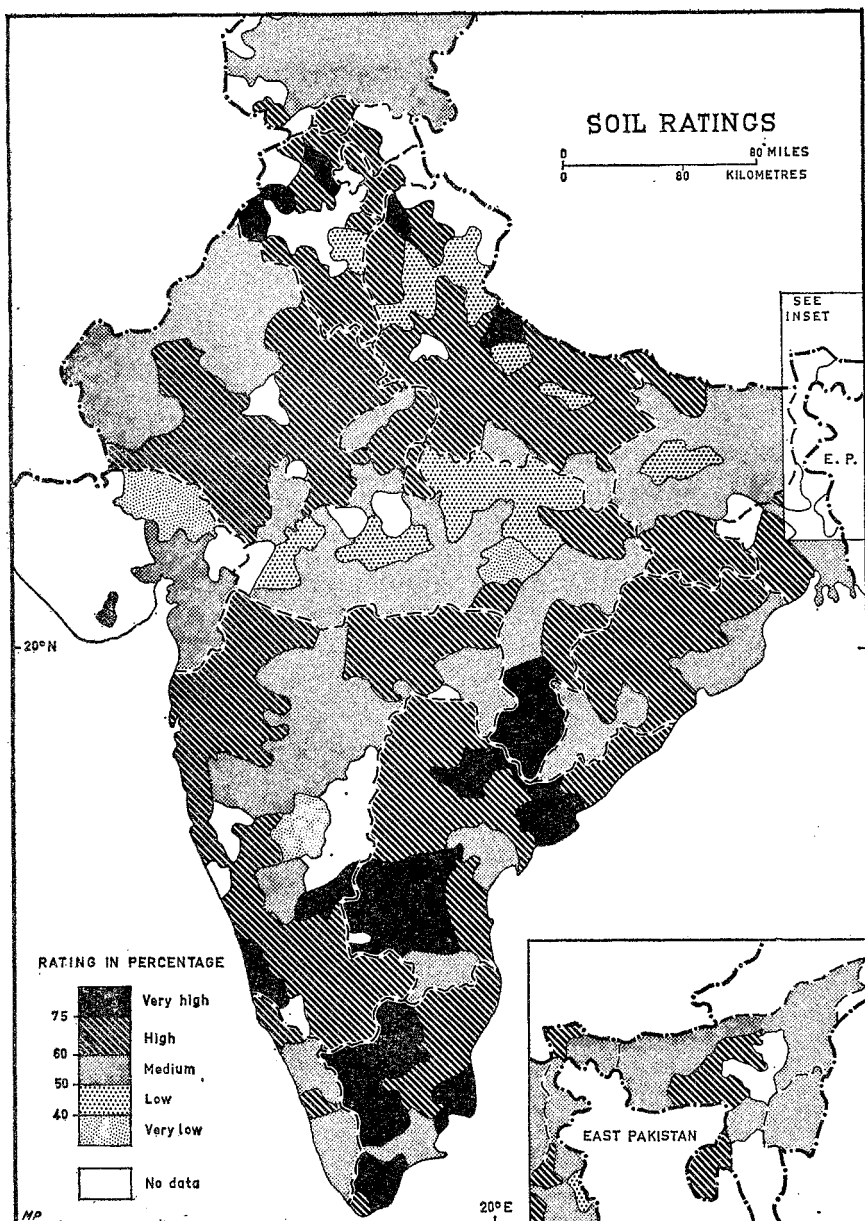 SOIL RATINGS
0 80 MILES
0 80 KILOMETRES
SEE
INSET
E. P.
20°N
RATING IN PERCENTAGE
Very high
75
High
60
Medium
50
Low
40
Very low
No data
EAST PAKISTAN
20°E
MP